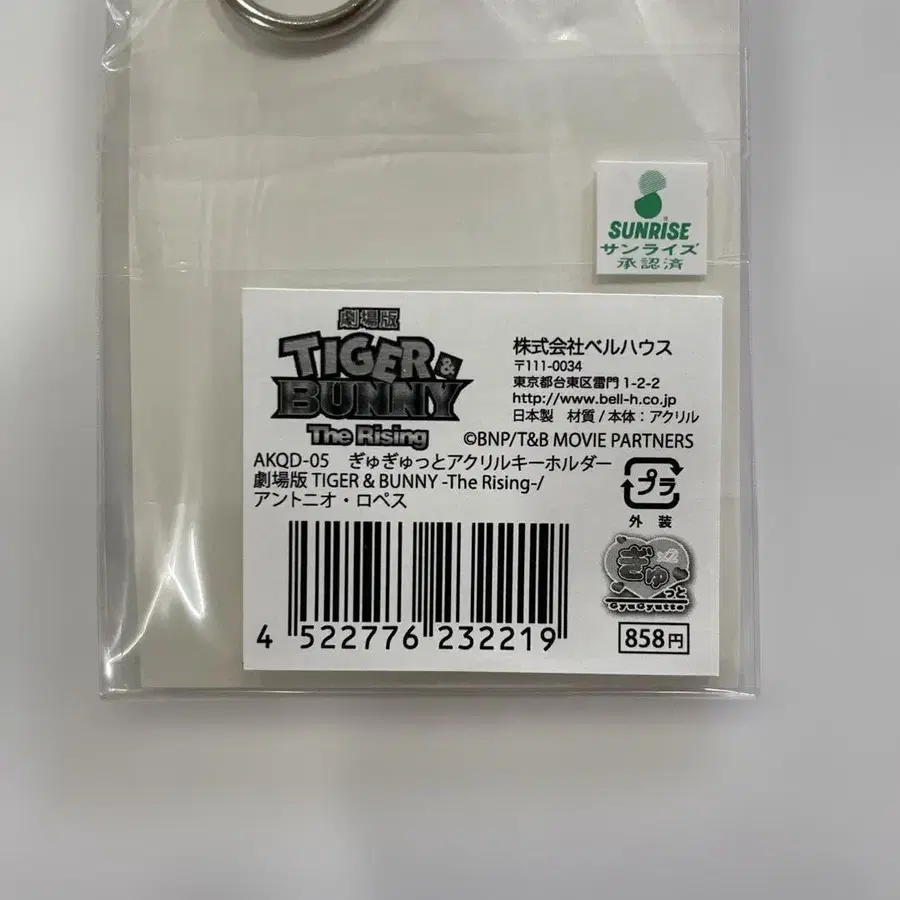 SUNRISE
サンライズ
承認済
劇場版
TIGER &
BUNNY
The Rising
株式会社ベルハウス
〒111-0034
東京都台東区雷門 1-2-2
http://www.bell-h.co.jp
日本製 材質 / 本体：アクリル
©BNP/T&B MOVIE PARTNERS
AKQD-05 ぎゅぎゅっとアクリルキーホルダー
劇場版 TIGER & BUNNY -The Rising-/
アントニオ・ロペス
プラ
外装
ぎゅ×2
っと
gyugyutto
4 522776 232219
858円